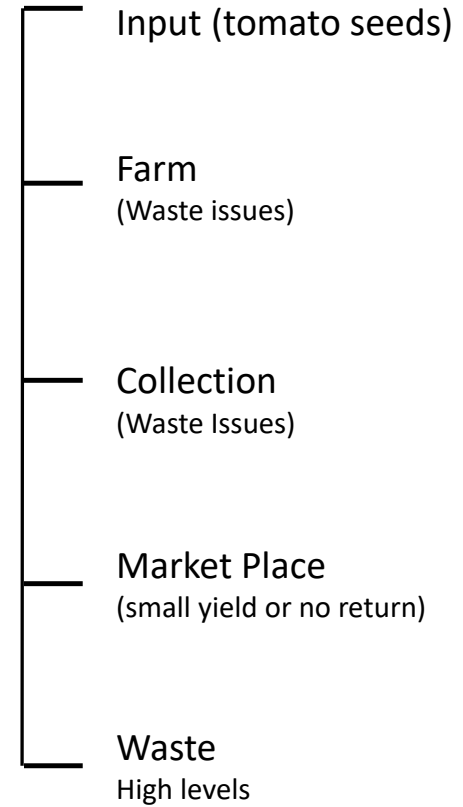 Input (tomato seeds)
Farm
(Waste issues)
Collection
(Waste Issues)
Market Place
(small yield or no return)
Waste
High levels